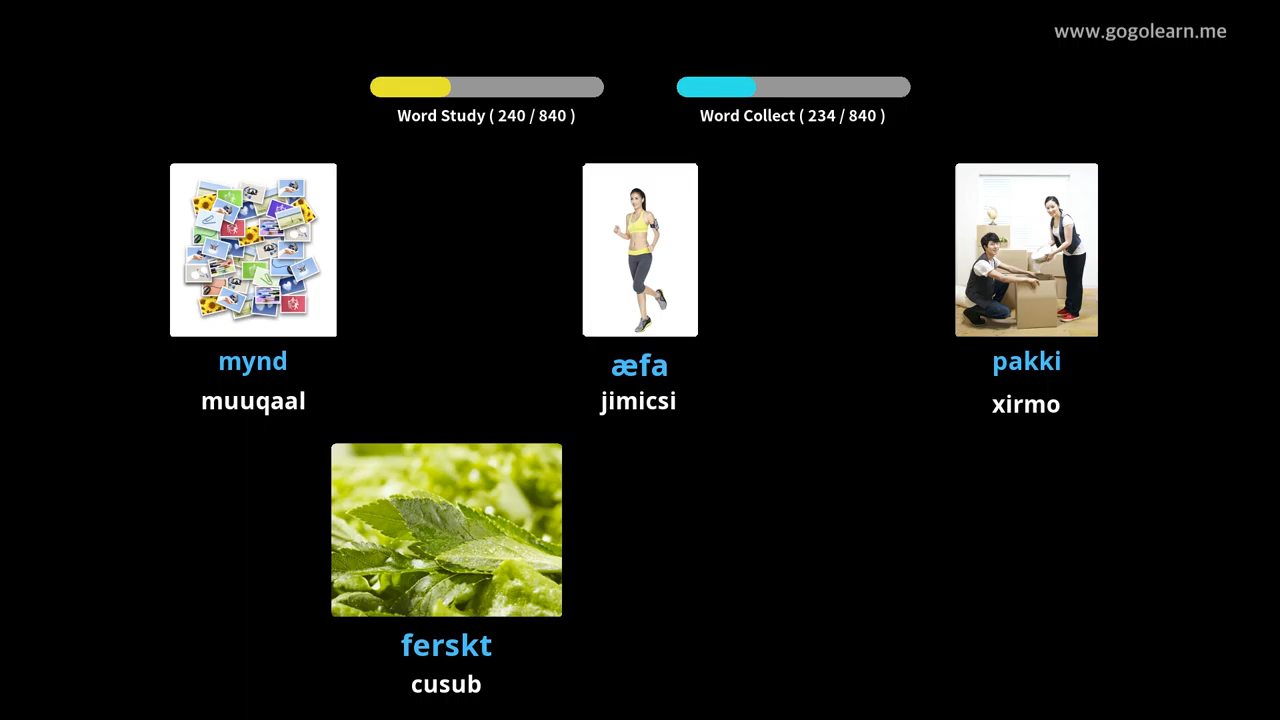 www.gogolearn.me
Word Study ( 240 / 840 )
Word Collect ( 234 / 840 )
mynd
muuqaal
æfa
jimicsi
pakki
xirmo
ferskt
cusub